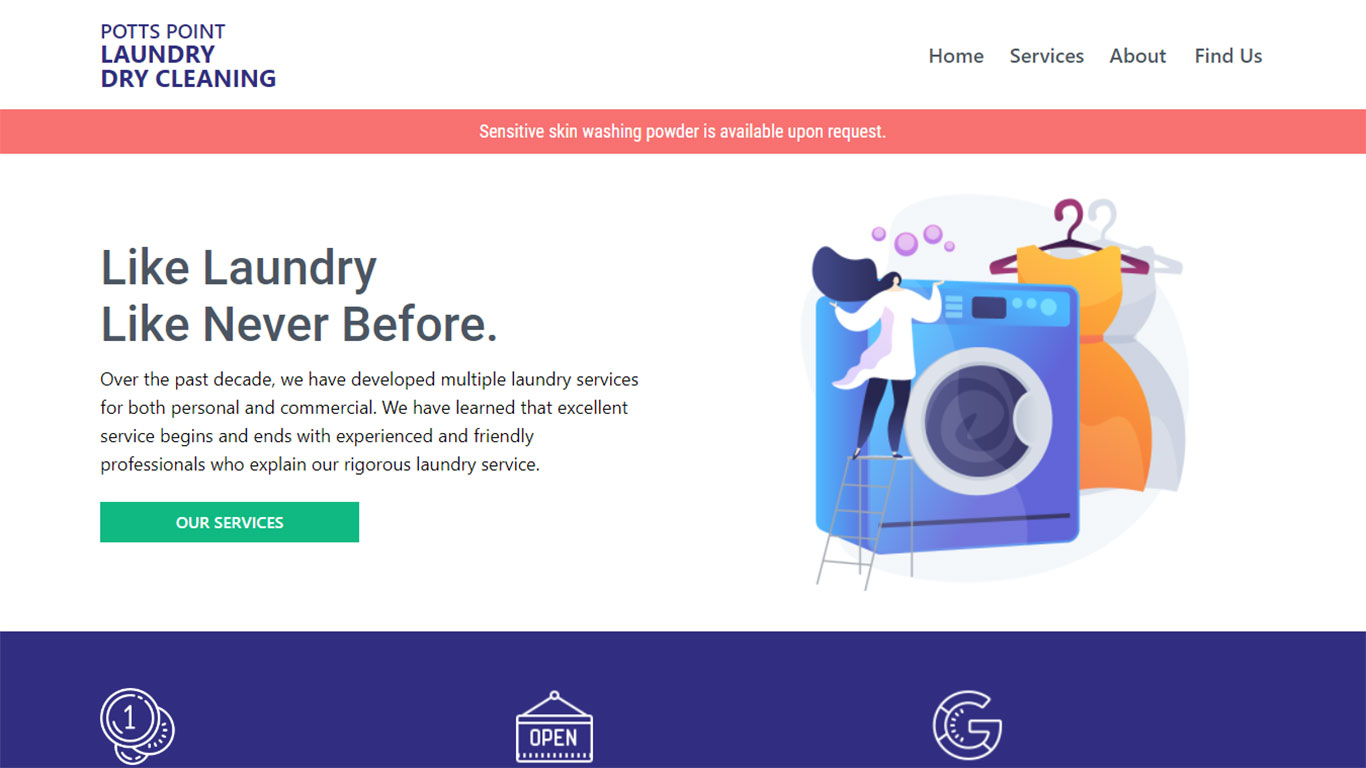 POTTS POINT
LAUNDRY
DRY CLEANING
Home Services About Find Us
Sensitive skin washing powder is available upon request.
Like Laundry
Like Never Before.
Over the past decade, we have developed multiple laundry services
for both personal and commercial. We have learned that excellent
service begins and ends with experienced and friendly
professionals who explain our rigorous laundry service.
OUR SERVICES
1
OPEN
G